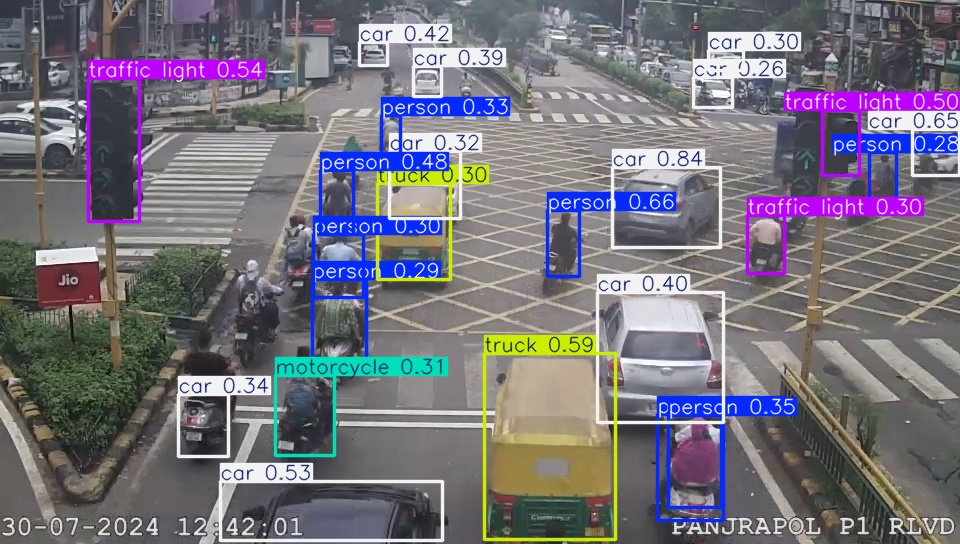 car 0.42
car 0.30
car 0.39
car 0.26
traffic light 0.54
traffic light 0.50
person 0.33
car 0.65
car 0.32
person 0.28
person 0.48
car 0.84
truck 0.30
person 0.66
traffic light 0.30
person 0.30
person 0.29
Jio
car 0.40
truck 0.59
motorcycle 0.31
car 0.34
pperson 0.35
car 0.53
30-07-2024 12:42:01
PANJRAPOL P1 RLVD